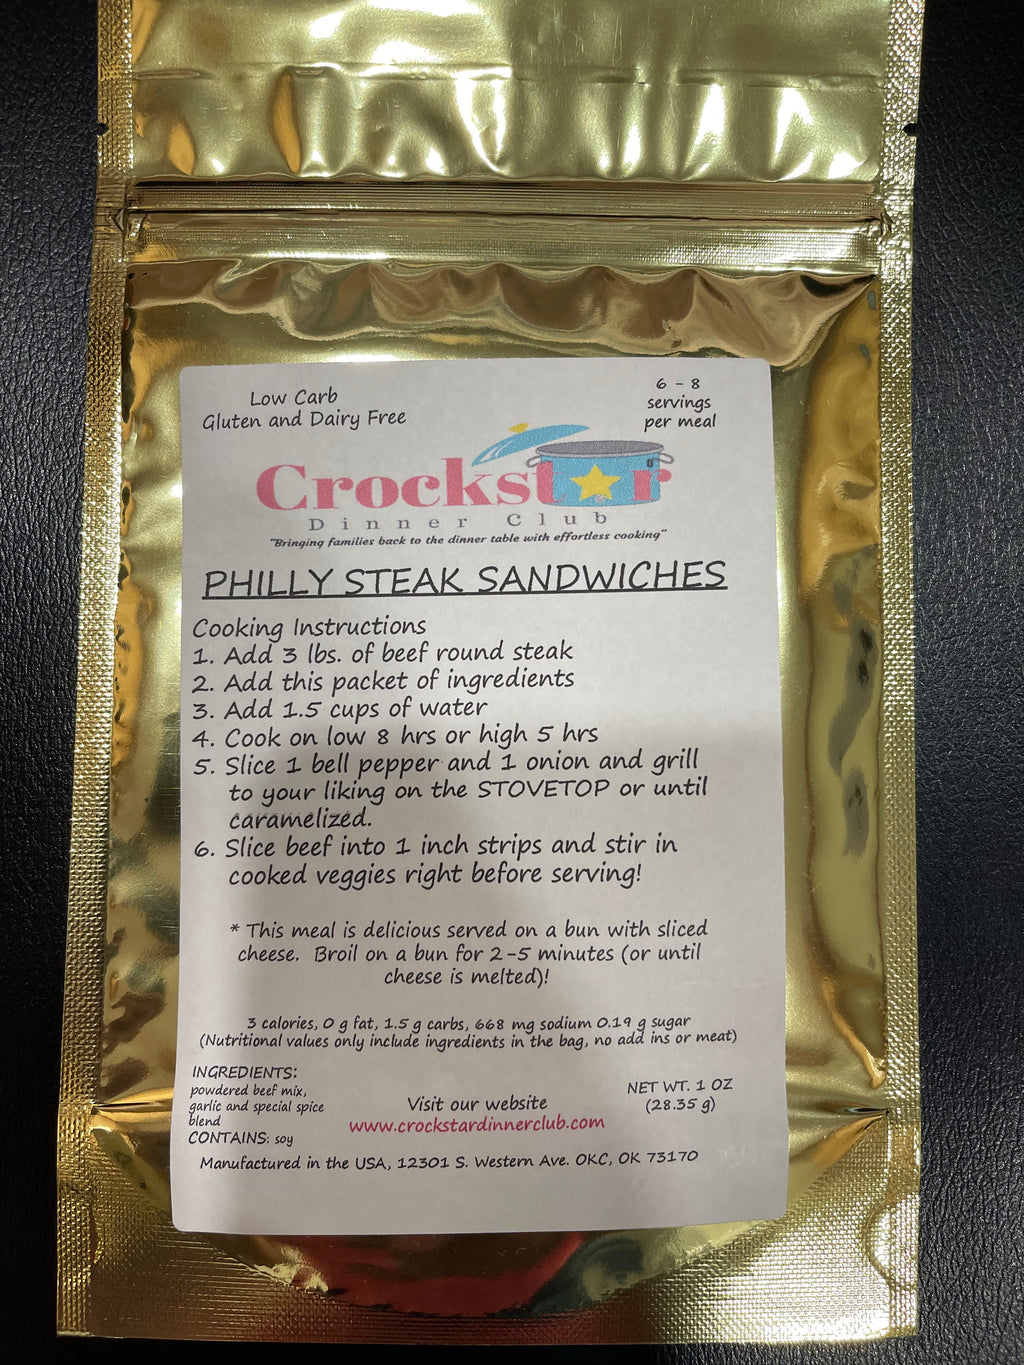 Low Carb
Gluten and Dairy Free
6 - 8
servings
per meal
Crockstar
Dinner Club
"Bringing families back to the dinner table with effortless cooking"
PHILLY STEAK SANDWICHES
Cooking Instructions
1. Add 3 lbs. of beef round steak
2. Add this packet of ingredients
3. Add 1.5 cups of water
4. Cook on low 8 hrs or high 5 hrs
5. Slice 1 bell pepper and 1 onion and grill
to your liking on the STOVETOP or until
caramelized.
6. Slice beef into 1 inch strips and stir in
cooked veggies right before serving!
* This meal is delicious served on a bun with sliced
cheese. Broil on a bun for 2-5 minutes (or until
cheese is melted)!
3 calories, 0 g fat, 1.5 g carbs, 668 mg sodium 0.19 g sugar
(Nutritional values only include ingredients in the bag, no add ins or meat)
INGREDIENTS:
powdered beef mix,
garlic and special spice
blend
CONTAINS: soy
Visit our website
www.crockstardinnerclub.com
NET WT. 1 OZ
(28.35 g)
Manufactured in the USA, 12301 S. Western Ave. OKC, OK 73170